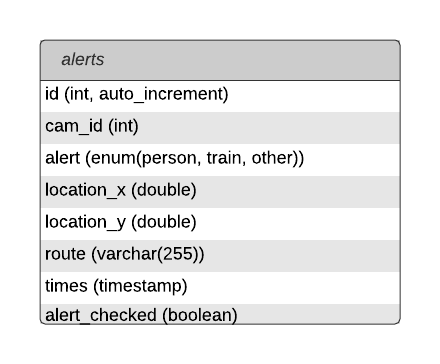 alerts
id (int, auto_increment)
cam_id (int)
alert (enum(person, train, other))
location_x (double)
location_y (double)
route (varchar(255))
times (timestamp)
alert_checked (boolean)